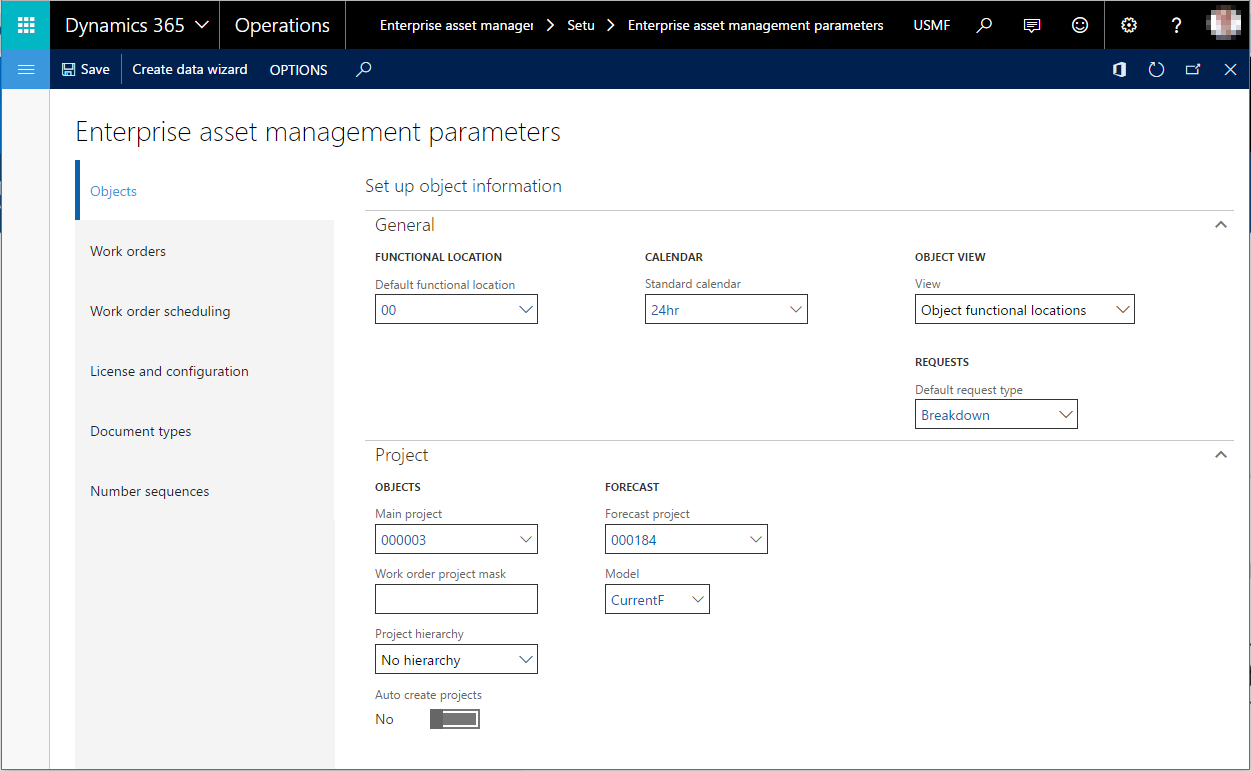 Dynamics 365 Operations Enterprise asset manager Setu Enterprise asset management parameters USMF ?
Save Create data wizard OPTIONS
Enterprise asset management parameters
Objects
Work orders
Work order scheduling
License and configuration
Document types
Number sequences
Set up object information
General
FUNCTIONAL LOCATION
Default functional location
00
CALENDAR
Standard calendar
24hr
OBJECT VIEW
View
Object functional locations
REQUESTS
Default request type
Breakdown
Project
OBJECTS
Main project
000003
Work order project mask
Project hierarchy
No hierarchy
Auto create projects
No
FORECAST
Forecast project
000184
Model
CurrentF